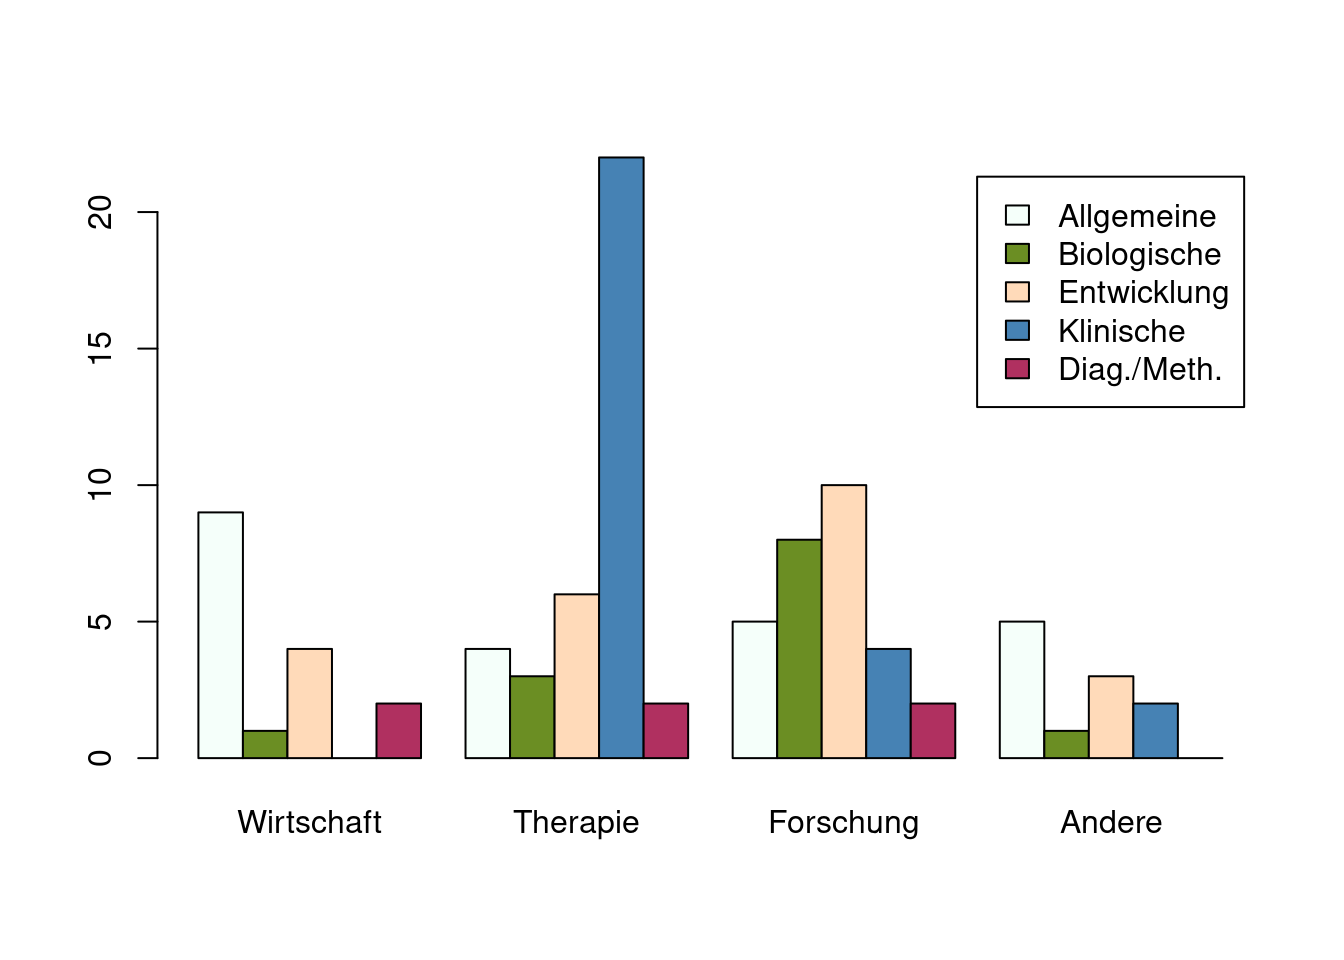 20
15
10
5
0
Allgemeine
Biologische
Entwicklung
Klinische
Diag./Meth.
Wirtschaft Therapie Forschung Andere